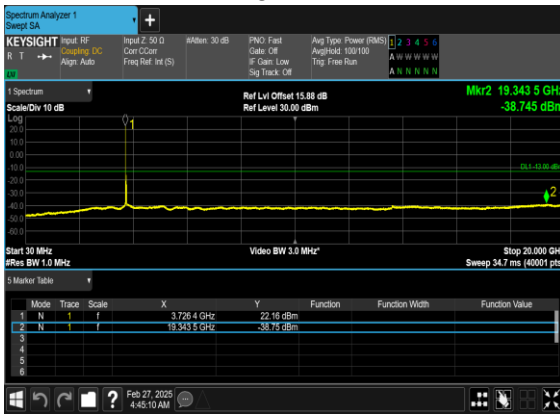 Spectrum Analyzer 1
Swept SA
+
KEYSIGHT
R T
Input: RF
Coupling: DC
Align: Auto
Input Z: 50 Ω
Corr CCorr
Freq Ref: Int (S)
#Atten: 30 dB
PNO: Fast
Gate: Off
IF Gain: Low
Sig Track: Off
Avg Type: Power (RMS)
Avg|Hold: 100/100
Trig: Free Run
1 2 3 4 5 6
A W W W W W
A N N N N N
1 Spectrum
Scale/Div 10 dB
Ref Lvl Offset 15.88 dB
Ref Level 30.00 dBm
Mkr2 19.343 5 GHz
-38.745 dBm
Log
20.0
10.0
0.00
-10.0
-20.0
-30.0
-40.0
-50.0
-60.0
1
DL1 -13.00 dBm
2
Start 30 MHz
#Res BW 1.0 MHz
Video BW 3.0 MHz*
Stop 20.000 GH
Sweep 34.7 ms (40001 pts
5 Marker Table
Mode Trace Scale X Y Function Function Width Function Value
1 N 1 f 3.726 4 GHz 22.16 dBm
2 N 1 f 19.343 5 GHz -38.75 dBm
3
4
5
6
?
Feb 27, 2025
4:45:10 AM